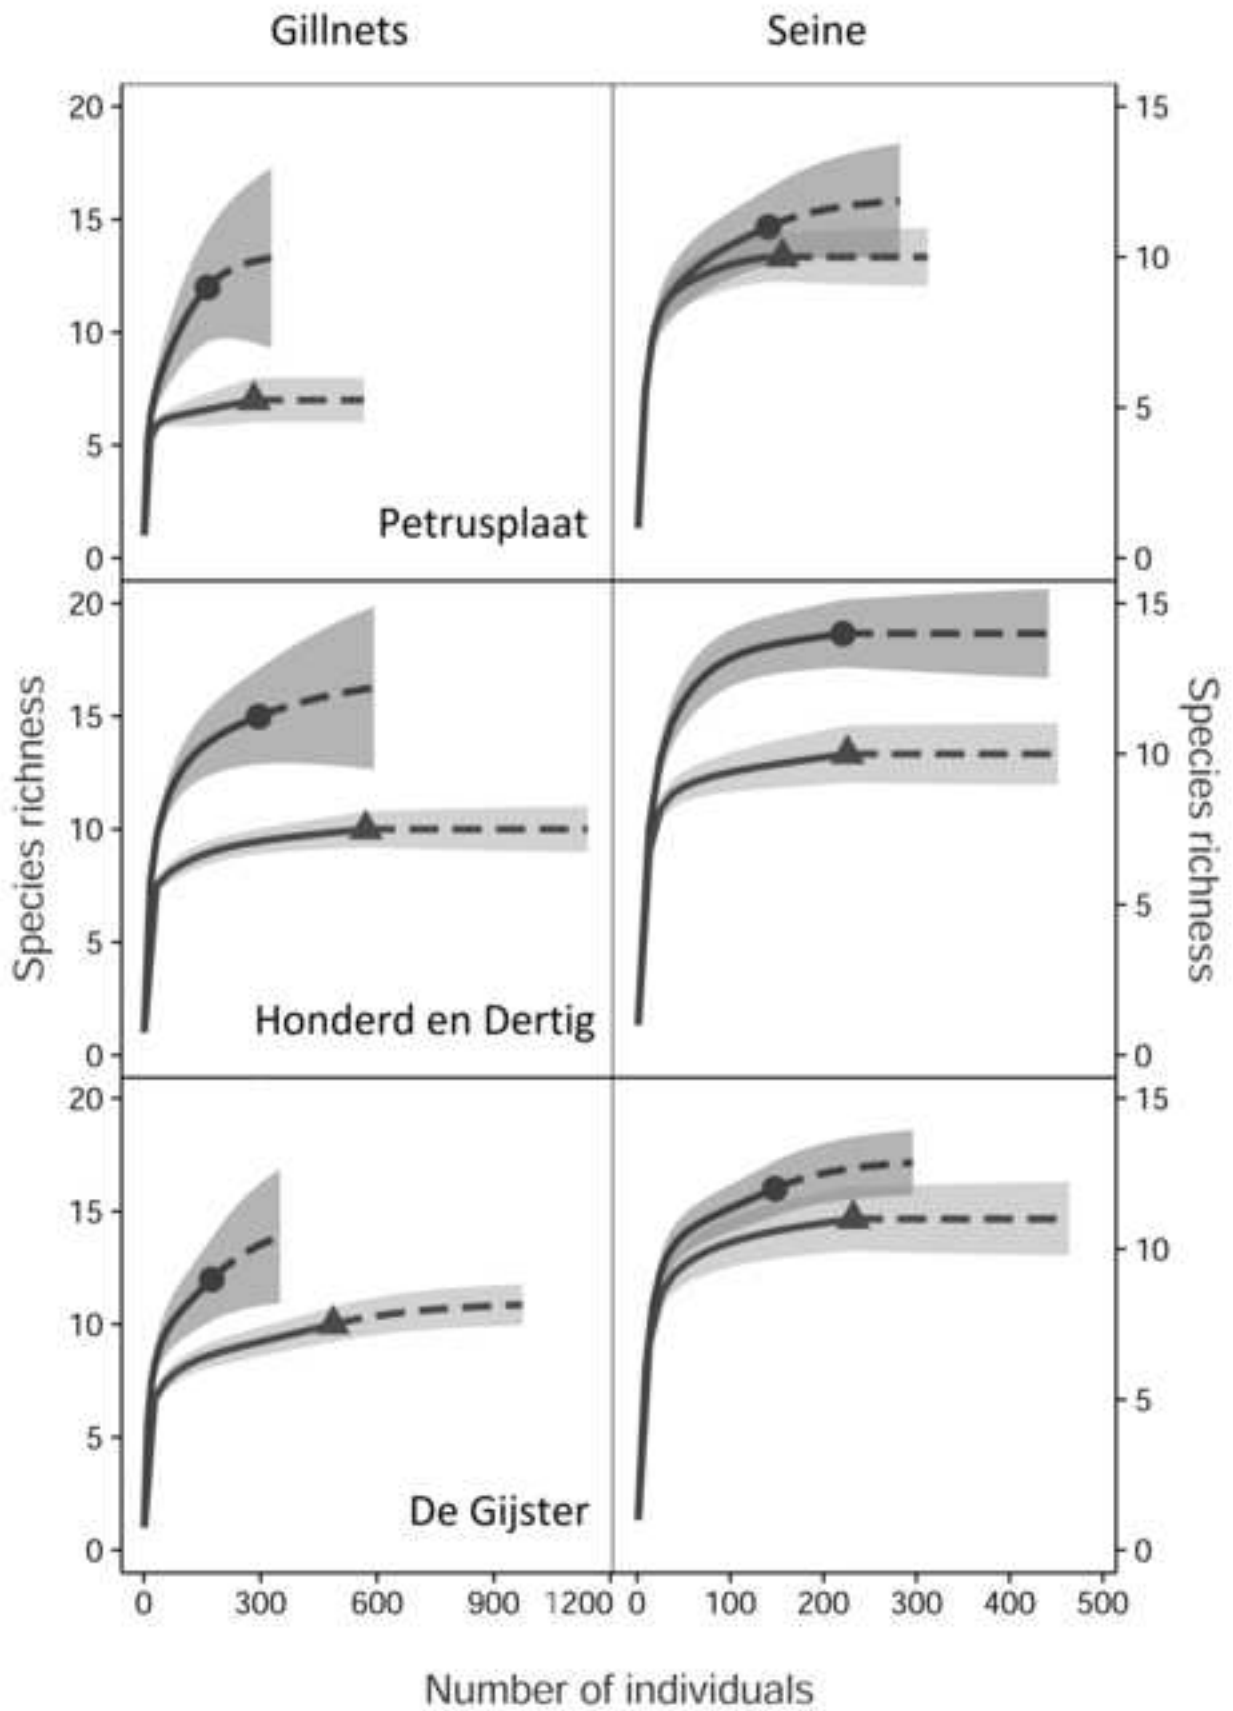 Gillnets Seine
20 15
15
10
10
5
5
Petrusplaat
0 0
20 15
15
10
10
5
5
Honderd en Dertig
0 0
20 15
15
10
10
5
5
De Gijster
0 0
Species richness
Species richness
0 300 600 900 1200 0 100 200 300 400 500
Number of individuals